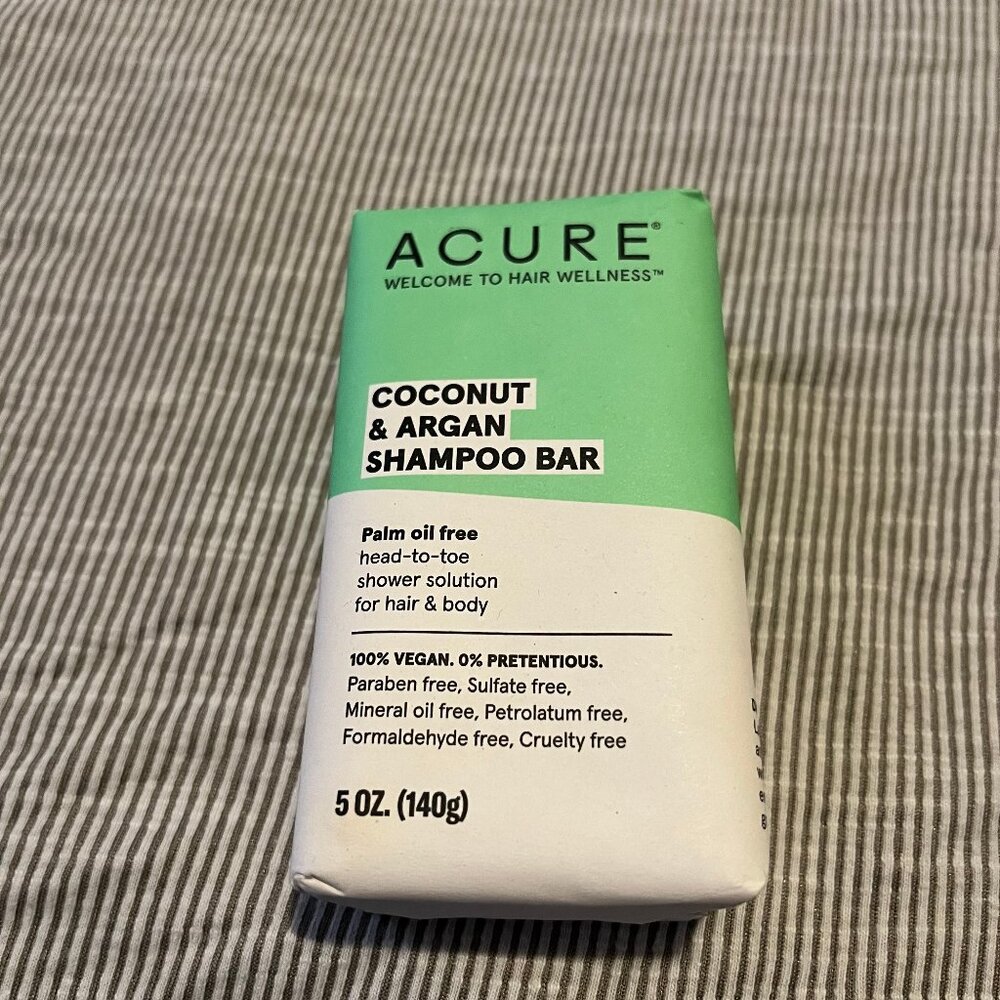 ACURE®
WELCOME TO HAIR WELLNESS™
COCONUT
& ARGAN
SHAMPOO BAR
Palm oil free
head-to-toe
shower solution
for hair & body
100% VEGAN. 0% PRETENTIOUS.
Paraben free, Sulfate free,
Mineral oil free, Petrolatum free,
Formaldehyde free, Cruelty free
5 OZ. (140g)